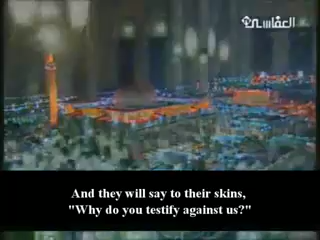 العفاسي
And they will say to their skins,
"Why do you testify against us?"